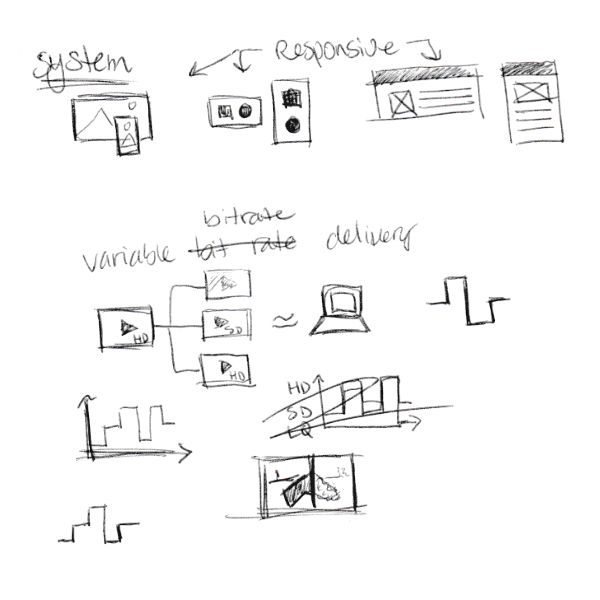 Responsive
system
bitrate
variable bit rate delivery
SD
HD
HD
HD
SD
LQ